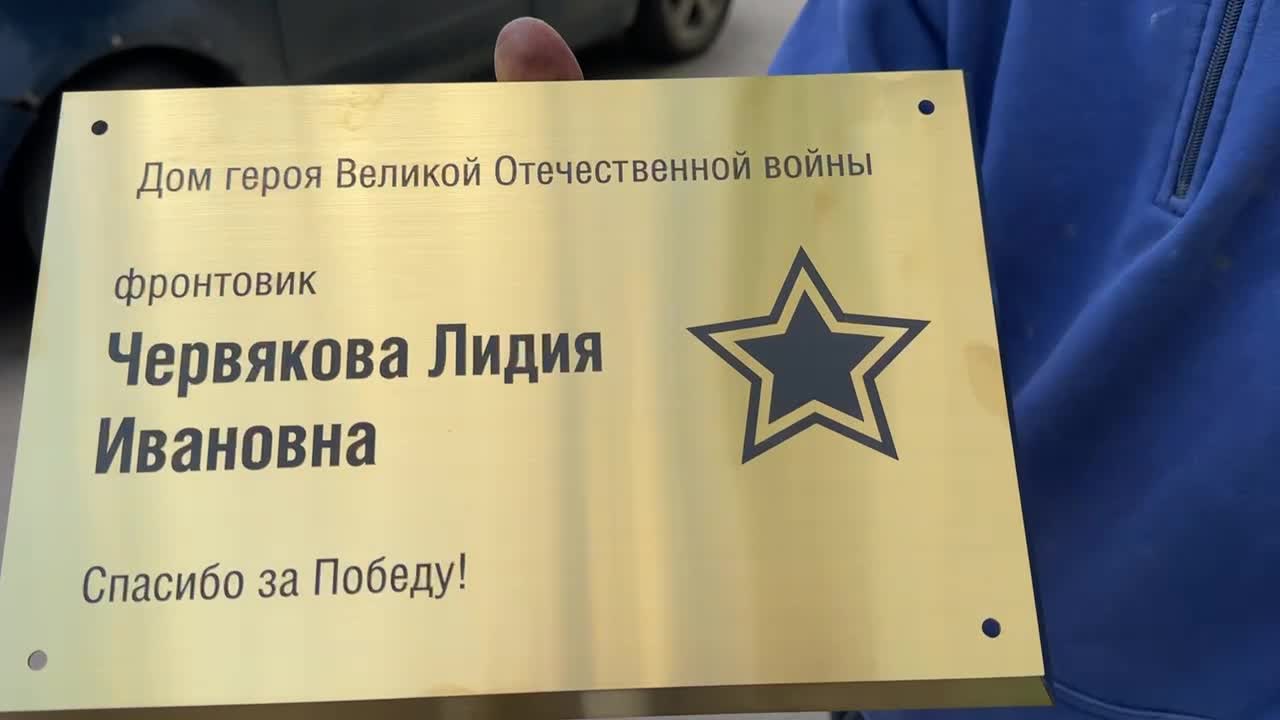 Дом героя Великой Отечественной войны
фронтовик
Червякова Лидия
Ивановна
Спасибо за Победу!